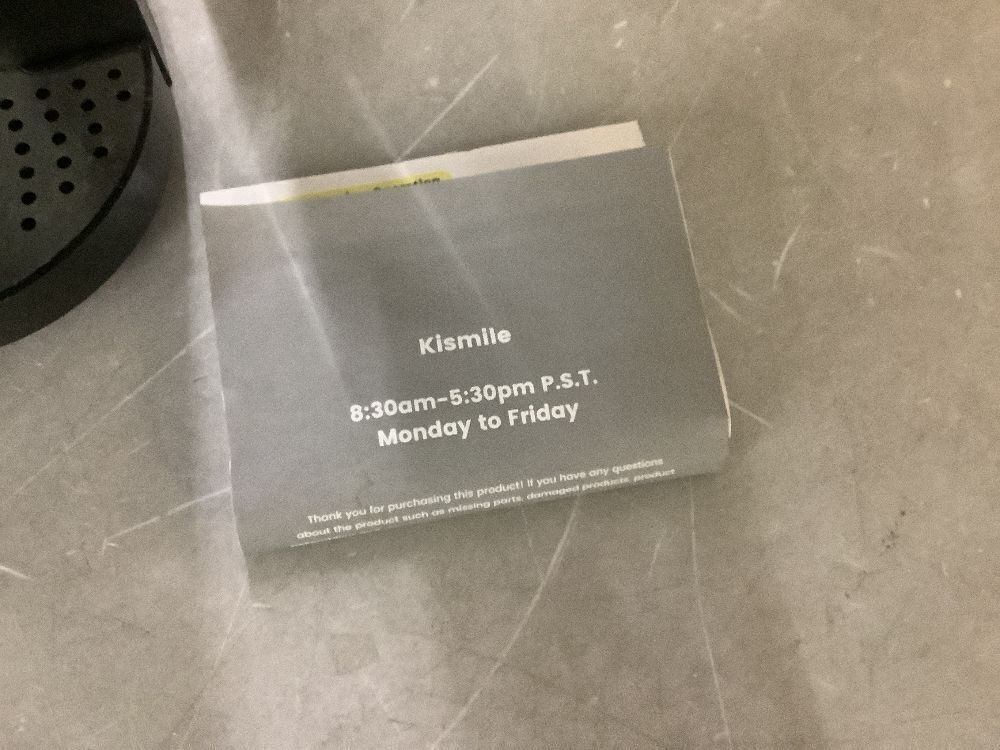 Kismile
8:30am-5:30pm P.S.T.
Monday to Friday
Thank you for purchasing this product! If you have any questions
about the product such as missing parts, damaged products, product